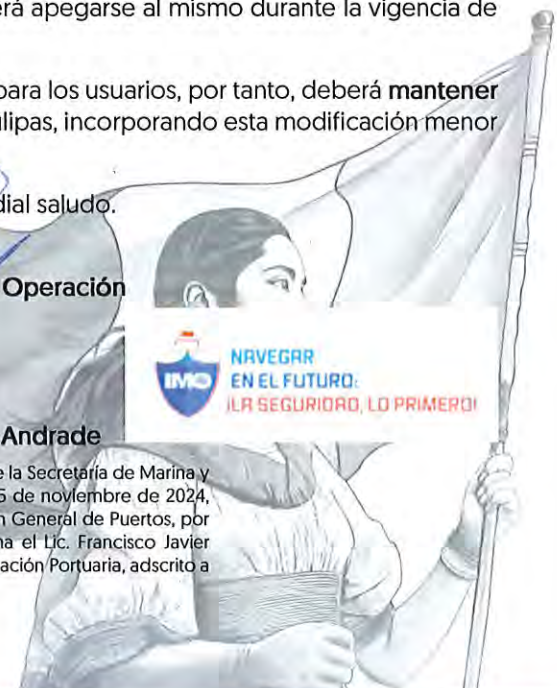 erá apegarse al mismo durante la vigencia de
para los usuarios, por tanto, deberá mantener
ulipas, incorporando esta modificación menor
dial saludo.
Operación
IMO
NAVEGAR
EN EL FUTURO:
¡LA SEGURIDAD, LO PRIMERO!
Andrade
e la Secretaría de Marina y
5 de noviembre de 2024,
n General de Puertos, por
na el Lic. Francisco Javier
ación Portuaria, adscrito a